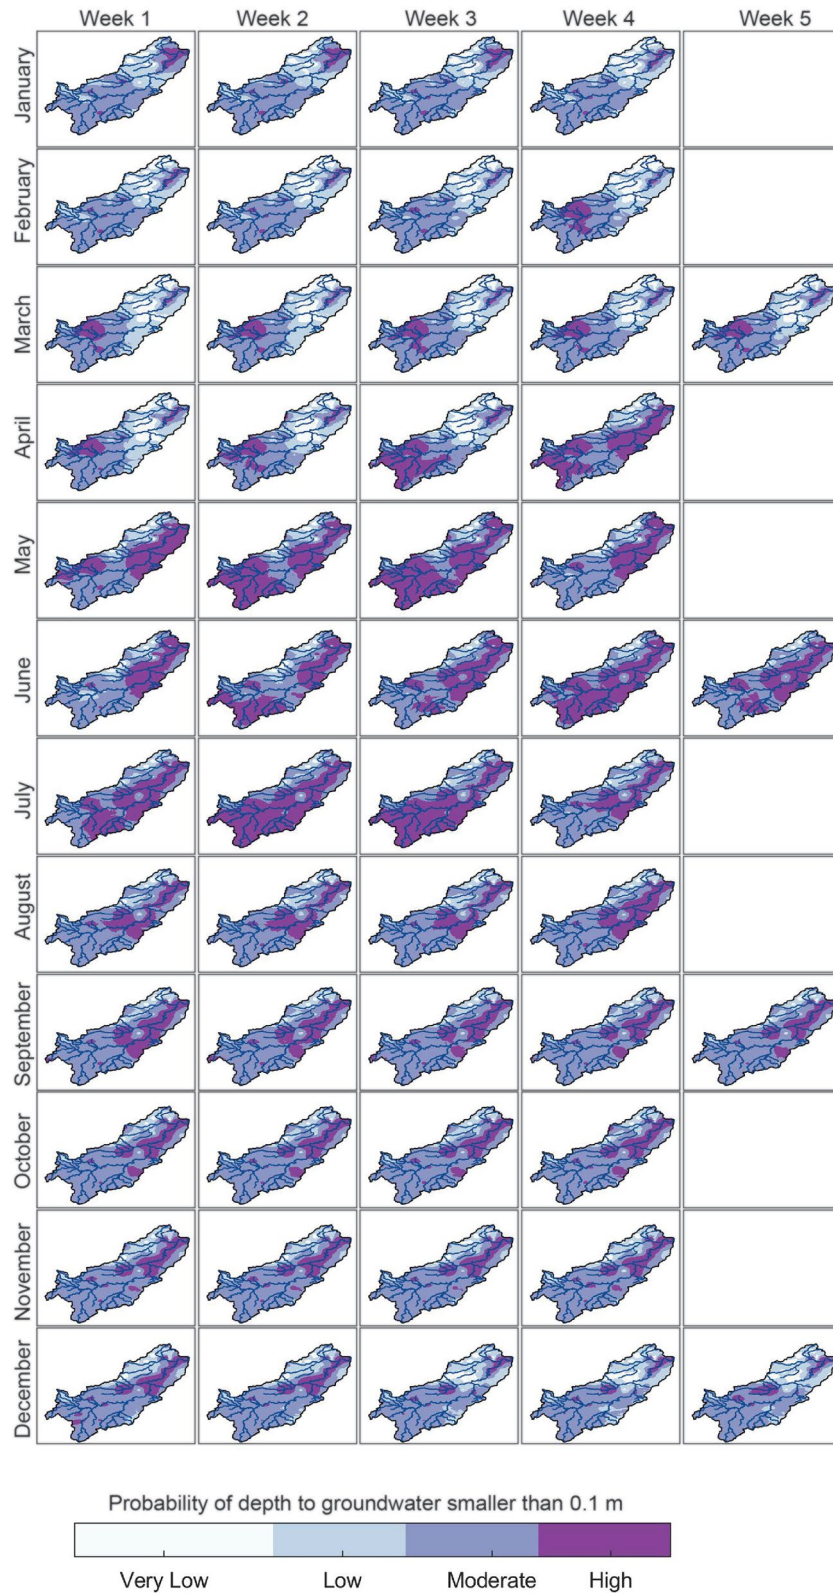 Week 1 Week 2 Week 3 Week 4 Week 5
January
February
March
April
May
June
July
August
September
October
November
December
Probability of depth to groundwater smaller than 0.1 m
Very Low Low Moderate High